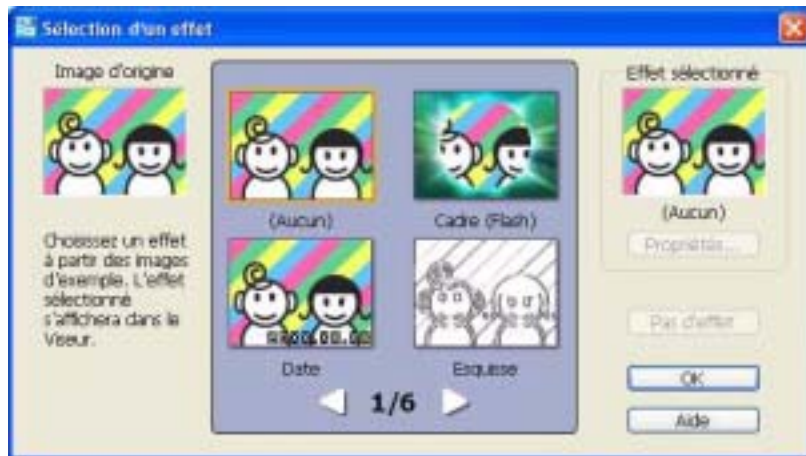 Sélection d'un effet
Image d'origine
Choisissez un effet
à partir des images
d'exemple. L'effet
sélectionné
s'affichera dans le
Viseur.
(Aucun)
Cadre (Flash)
Date
Esquisse
1/6
Effet sélectionné
(Aucun)
Propriétés...
Pas d'effet
OK
Aide